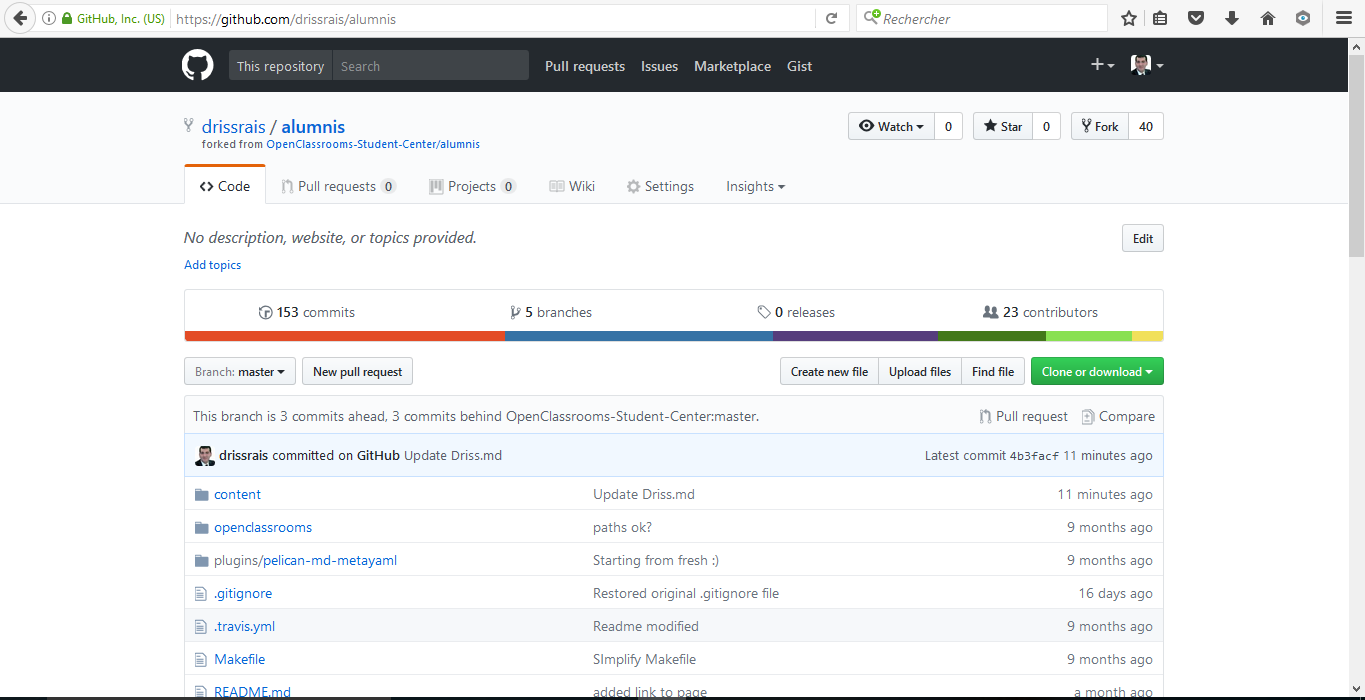 GitHub, Inc. (US) https://github.com/drissrais/alumnis Rechercher
This repository Search Pull requests Issues Marketplace Gist
drissrais / alumnis Watch 0 Star 0 Fork 40
forked from OpenClassrooms-Student-Center/alumnis
Code Pull requests 0 Projects 0 Wiki Settings Insights
No description, website, or topics provided. Edit
Add topics
153 commits 5 branches 0 releases 23 contributors
Branch: master New pull request Create new file Upload files Find file Clone or download
This branch is 3 commits ahead, 3 commits behind OpenClassrooms-Student-Center:master. Pull request Compare
drissrais committed on GitHub Update Driss.md Latest commit 4b3facf 11 minutes ago
content Update Driss.md 11 minutes ago
openclassrooms paths ok? 9 months ago
plugins/pelican-md-metayaml Starting from fresh :) 9 months ago
.gitignore Restored original .gitignore file 16 days ago
.travis.yml Readme modified 9 months ago
Makefile SImplify Makefile 9 months ago
README.md added link to page a month ago